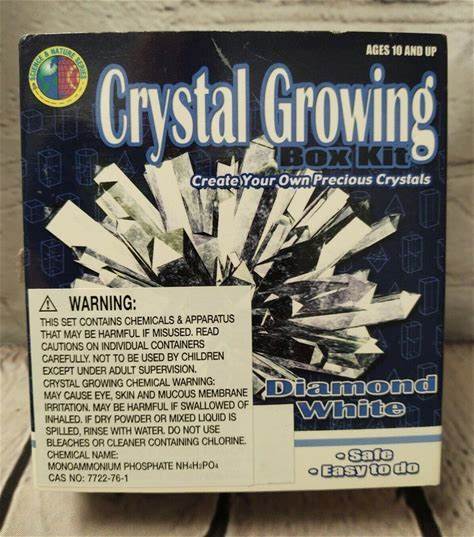 SCIENCE & NATURE SERIES
AGES 10 AND UP
Crystal Growing
Box Kit
Create Your Own Precious Crystals
⚠ WARNING:
THIS SET CONTAINS CHEMICALS & APPARATUS
THAT MAY BE HARMFUL IF MISUSED. READ
CAUTIONS ON INDIVIDUAL CONTAINERS
CAREFULLY. NOT TO BE USED BY CHILDREN
EXCEPT UNDER ADULT SUPERVISION.
CRYSTAL GROWING CHEMICAL WARNING:
MAY CAUSE EYE, SKIN AND MUCOUS MEMBRANE
IRRITATION. MAY BE HARMFUL IF SWALLOWED OF
INHALED. IF DRY POWDER OR MIXED LIQUID IS
SPILLED, RINSE WITH WATER. DO NOT USE
BLEACHES OR CLEANER CONTAINING CHLORINE.
CHEMICAL NAME:
MONOAMMONIUM PHOSPHATE NH4H2PO4
CAS NO: 7722-76-1
Diamond
White
• Safe
• Easy to do